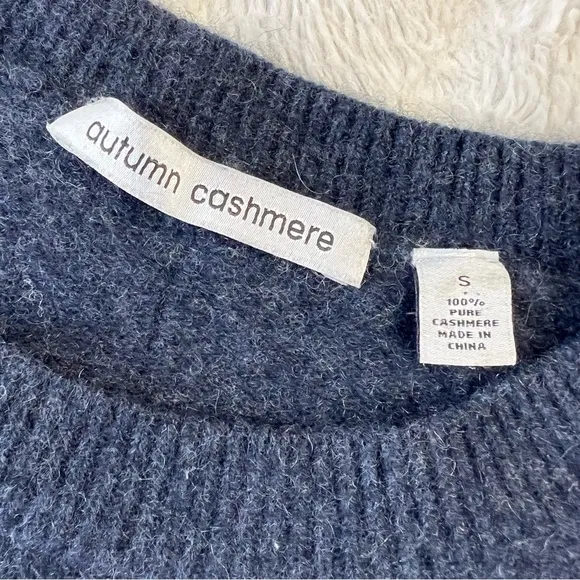 autumn cashmere
S
100%
PURE
CASHMERE
MADE IN
CHINA